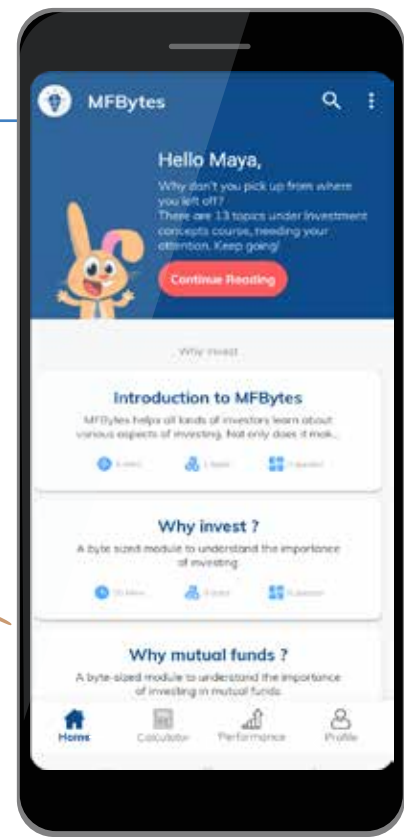 MFBytes
Hello Maya,
Why don't you pick up from where
you left off?
There are 13 topics under Investment
concepts course, needing your
attention. Keep going!
Continue Reading
Why invest
Introduction to MFBytes
MFBytes helps all kinds of investors learn about
various aspects of investing. Not only does it mak...
Why invest ?
A byte sized module to understand the importance
of investing
Why mutual funds ?
A byte-sized module to understand the importance
of investing in mutual funds.
Home Calculator Performance Profile